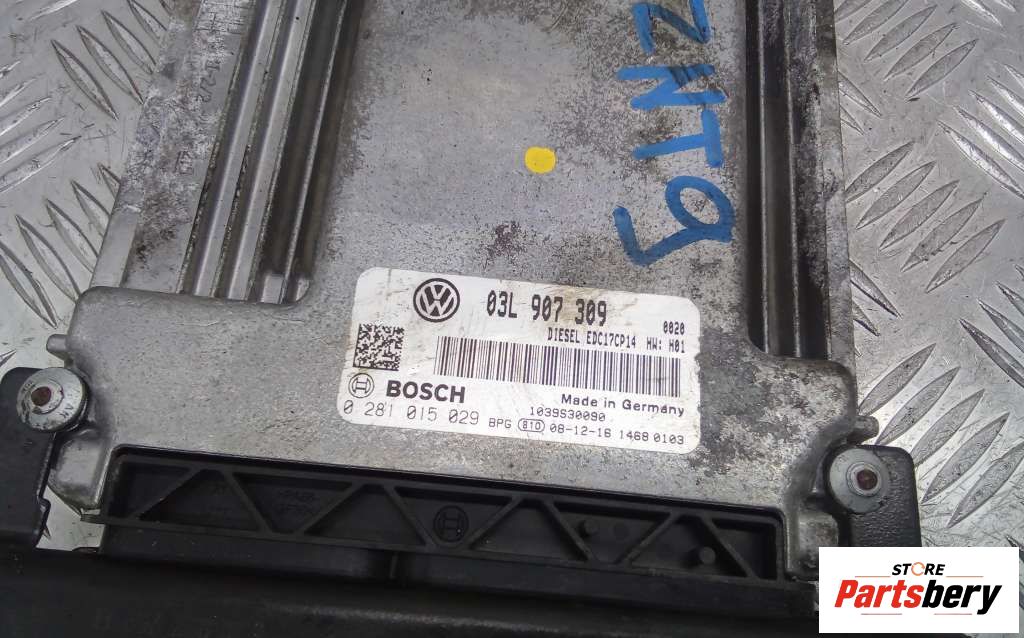 ZNT9
03L 907 309
0020
DIESEL EDC17CP14 HW: H01
BOSCH
Made in Germany
1039S30090
0 281 015 029 BPG 810 08-12-16 1468 0103
STORE
Partsbery